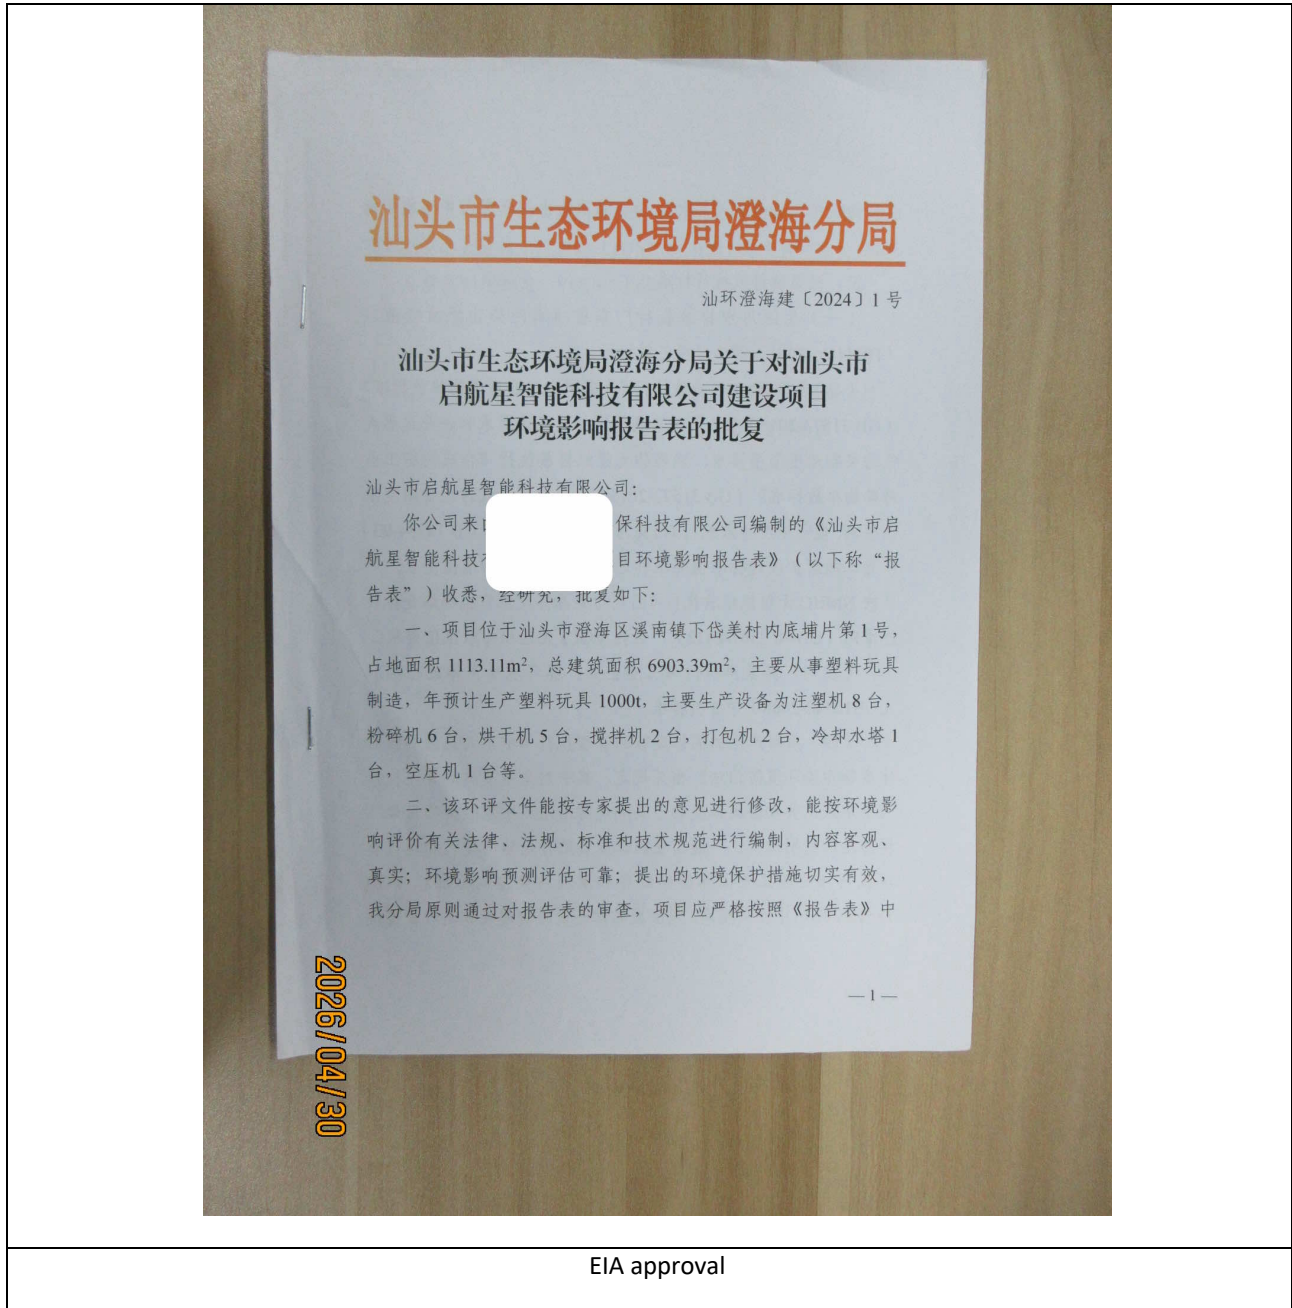 汕头市生态环境局澄海分局
汕环澄海建〔2024〕1号
汕头市生态环境局澄海分局关于对汕头市
启航星智能科技有限公司建设项目
环境影响报告表的批复
汕头市启航星智能科技有限公司:
你公司来 保科技有限公司编制的《汕头市启
航星智能科技 目环境影响报告表》(以下称“报
告表”)收悉,经研究,批复如下:
一、项目位于汕头市澄海区溪南镇下岱美村内底埔片第1号,
占地面积1113.11m²,总建筑面积6903.39m²,主要从事塑料玩具
制造,年预计生产塑料玩具1000t,主要生产设备为注塑机8台,
粉碎机6台,烘干机5台,搅拌机2台,打包机2台,冷却水塔1
台,空压机1台等。
二、该环评文件能按专家提出的意见进行修改,能按环境影
响评价有关法律、法规、标准和技术规范进行编制,内容客观、
真实;环境影响预测评估可靠;提出的环境保护措施切实有效,
我分局原则通过对报告表的审查,项目应严格按照《报告表》中
—1—
2026/04/30
EIA approval